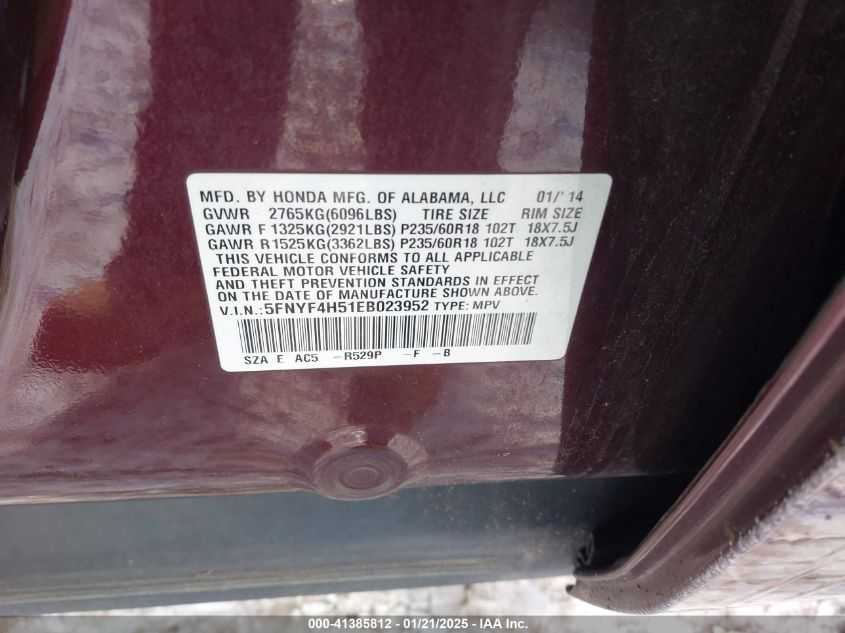 MFD. BY HONDA MFG. OF ALABAMA, LLC 01/'14
GVWR 2765KG(6096LBS) TIRE SIZE RIM SIZE
GAWR F 1325KG(2921LBS) P235/60R18 102T 18X7.5J
GAWR R1525KG(3362LBS) P235/60R18 102T 18X7.5J
THIS VEHICLE CONFORMS TO ALL APPLICABLE
FEDERAL MOTOR VEHICLE SAFETY
AND THEFT PREVENTION STANDARDS IN EFFECT
ON THE DATE OF MANUFACTURE SHOWN ABOVE.
V.I.N.:5FNYF4H51EB023952 TYPE: MPV
SZA E AC5 -R529P -F -B
000-41385812 - 01/21/2025 - IAA Inc.